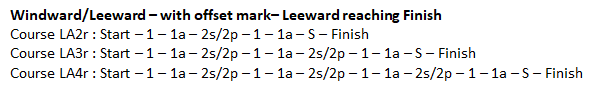 Windward/Leeward – with offset mark– Leeward reaching Finish
Course LA2r : Start – 1 – 1a – 2s/2p – 1 – 1a – S – Finish
Course LA3r : Start – 1 – 1a – 2s/2p – 1 – 1a – 2s/2p – 1 – 1a – S – Finish
Course LA4r : Start – 1 – 1a – 2s/2p – 1 – 1a – 2s/2p – 1 – 1a – 2s/2p – 1 – 1a – S – Finish